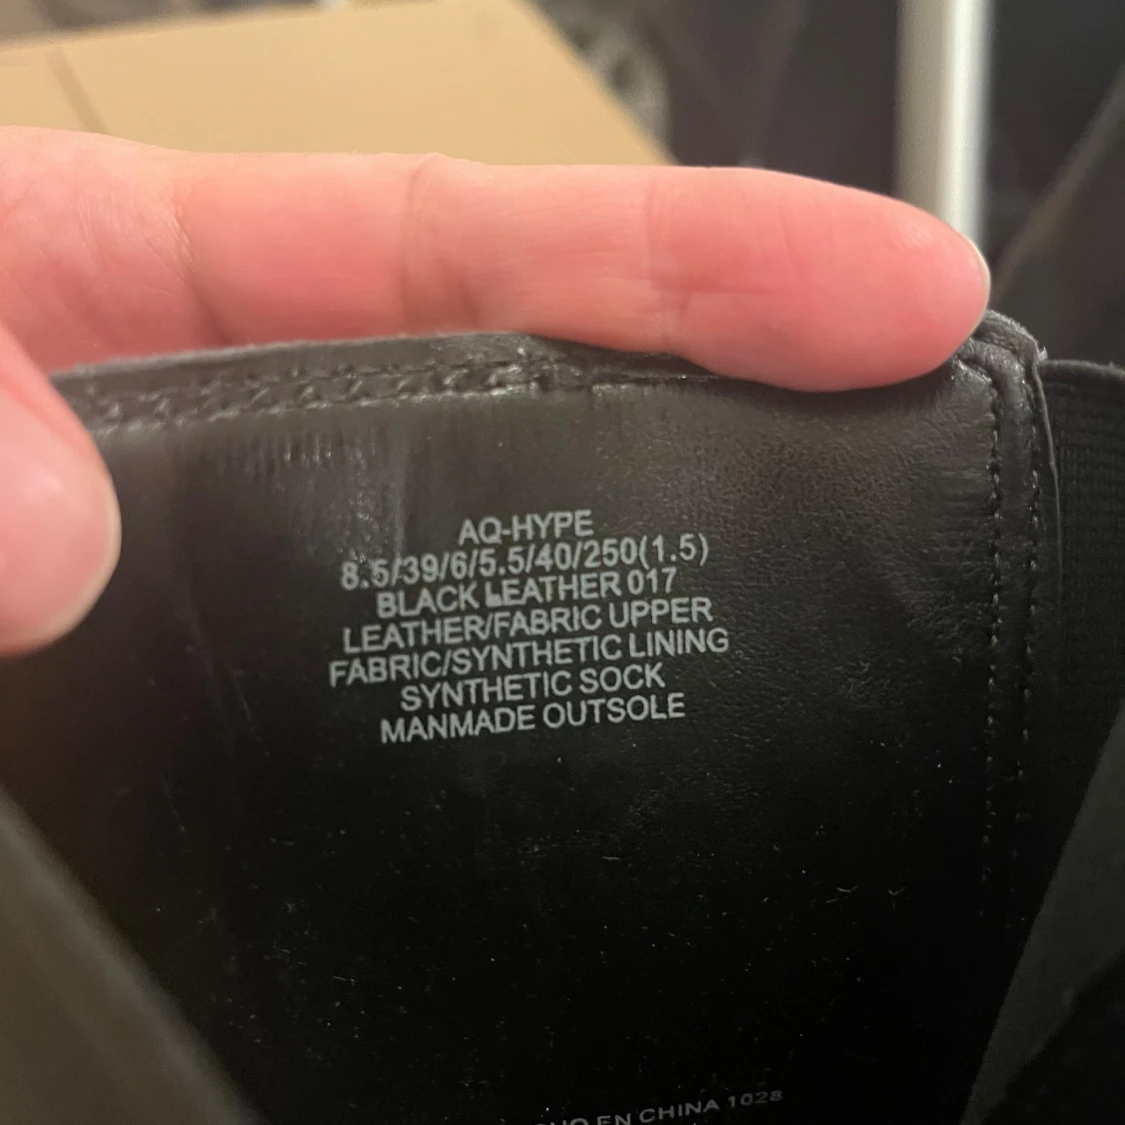 AQ-HYPE
8.5/39/6/5.5/40/250(1.5)
BLACK LEATHER 017
LEATHER/FABRIC UPPER
FABRIC/SYNTHETIC LINING
SYNTHETIC SOCK
MANMADE OUTSOLE
EN CHINA 1028